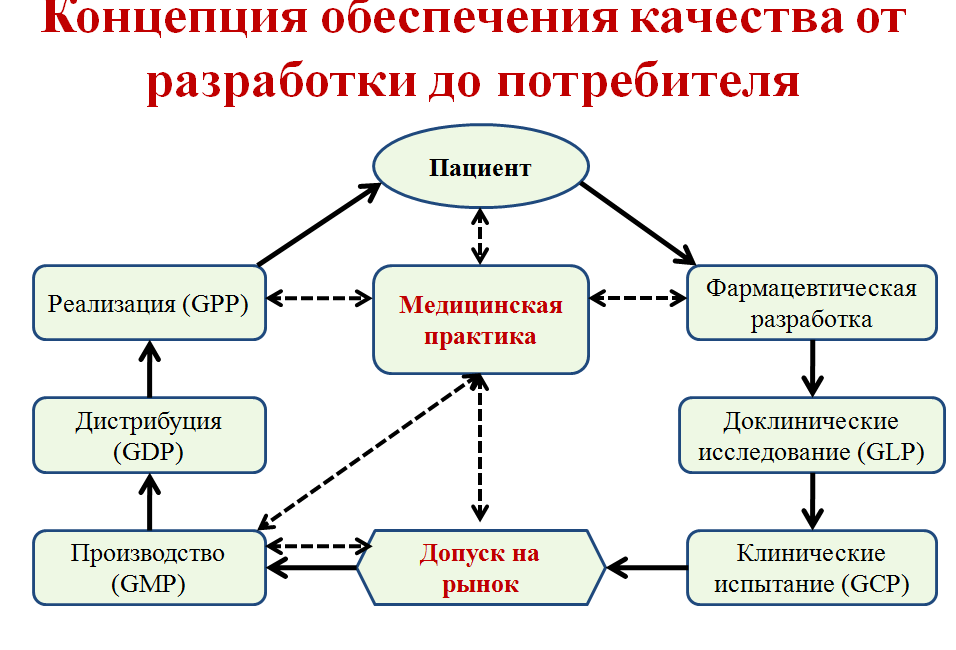 Концепция обеспечения качества от
разработки до потребителя
Пациент
Реализация (GPP)
Медицинская
практика
Фармацевтическая
разработка
Дистрибуция
(GDP)
Доклинические
исследование (GLP)
Производство
(GMP)
Допуск на
рынок
Клинические
испытание (GCP)